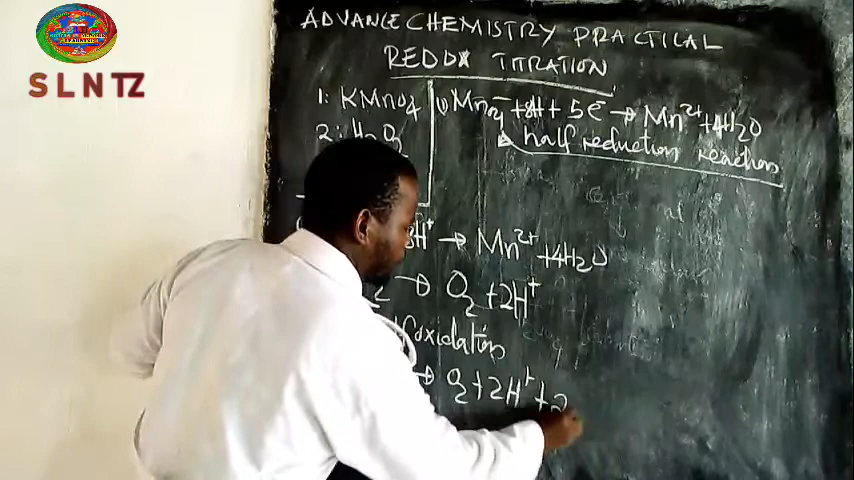 SLNTZ
ADVANCE CHEMISTRY PRACTICAL
REDOX TITRATION
1: KMnO4 (i) MnO4⁻ + 8H + 5e⁻ → Mn²⁺ + 4H2O
2: H2O2 half reduction reaction
8H⁺ → Mn²⁺ + 4H2O
2 → O2 + 2H⁺
oxidation
→ O2 + 2H⁺ + 2